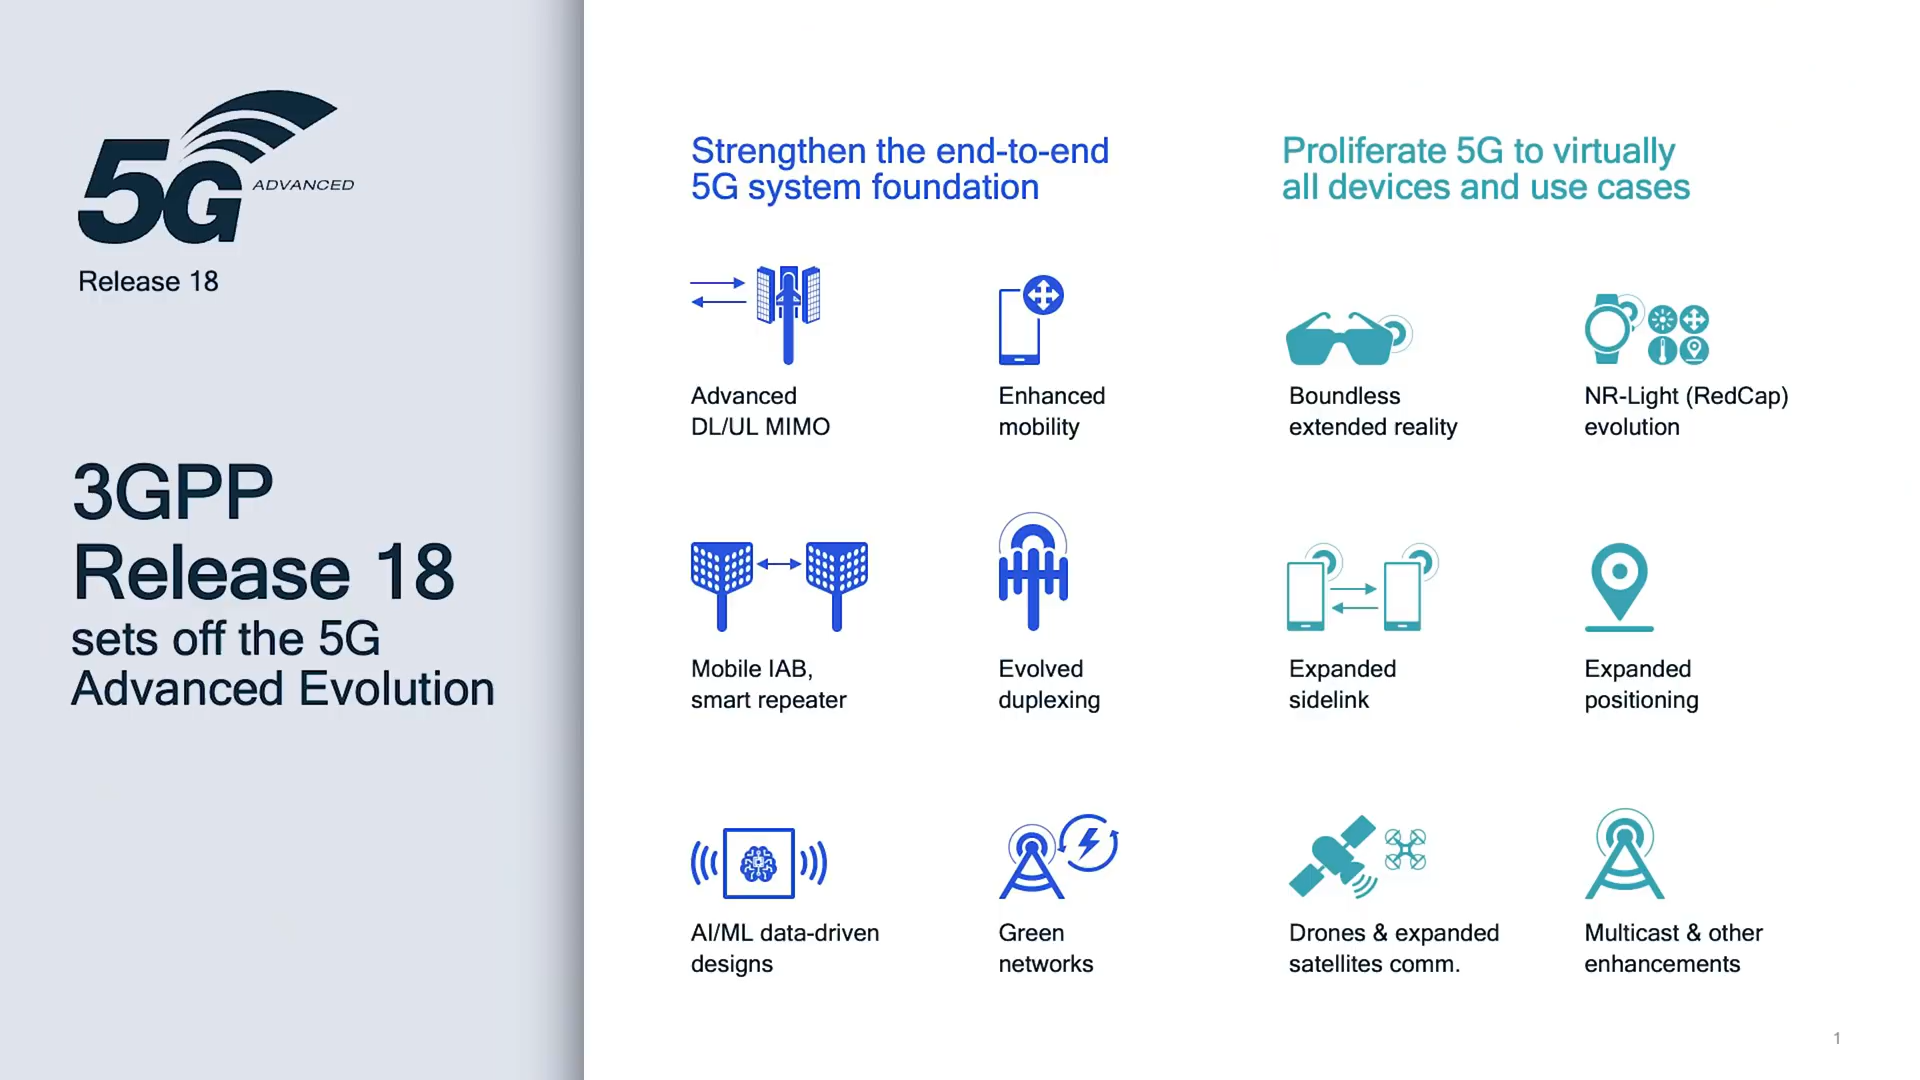 5G ADVANCED
Release 18
3GPP
Release 18
sets off the 5G
Advanced Evolution
Strengthen the end-to-end
5G system foundation
Advanced
DL/UL MIMO
Enhanced
mobility
Mobile IAB,
smart repeater
Evolved
duplexing
AI/ML data-driven
designs
Green
networks
Proliferate 5G to virtually
all devices and use cases
Boundless
extended reality
NR-Light (RedCap)
evolution
Expanded
sidelink
Expanded
positioning
Drones & expanded
satellites comm.
Multicast & other
enhancements
1